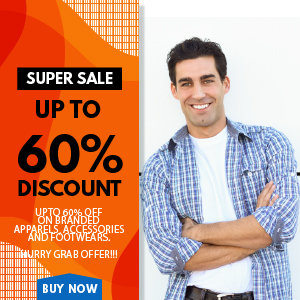 SUPER SALE
UP TO
60%
DISCOUNT
UPTO 60% OFF
ON BRANDED
APPARELS, ACCESSORIES
AND FOOTWEARS.
HURRY GRAB OFFER!!!
BUY NOW